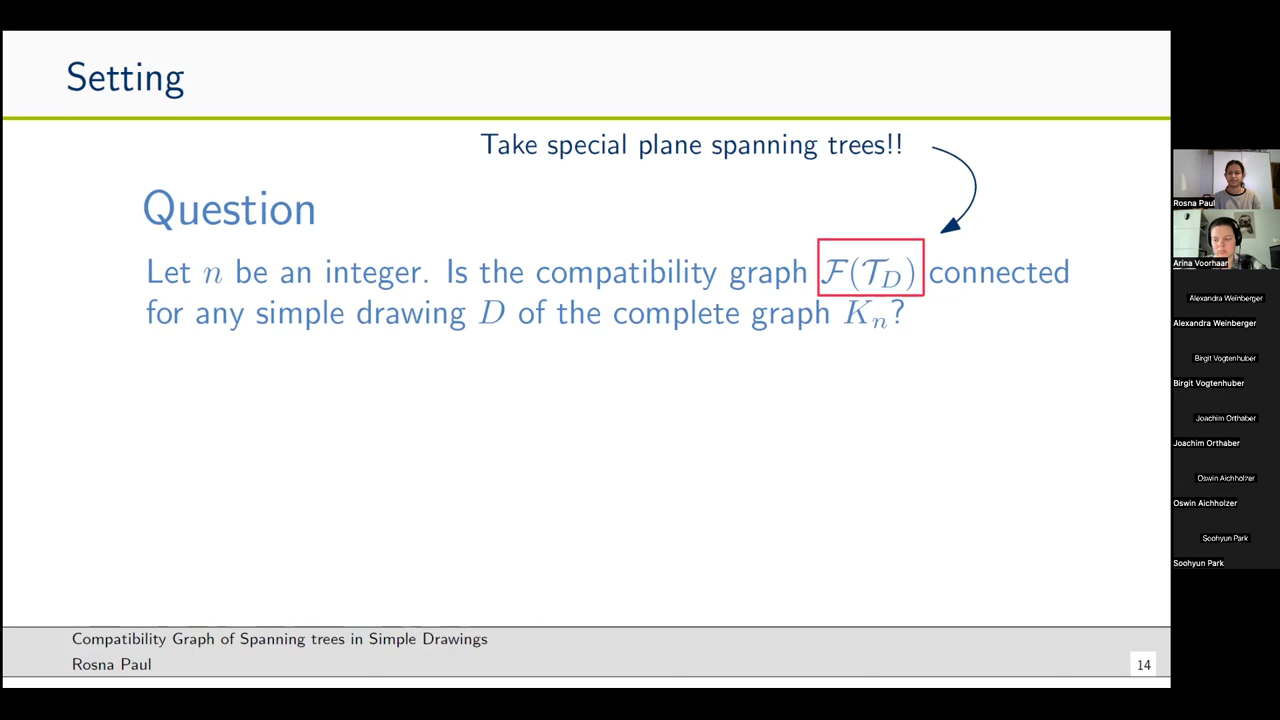 Setting
Take special plane spanning trees!!
Question
Let n be an integer. Is the compatibility graph 𝓕(𝓣_D) connected
for any simple drawing D of the complete graph K_n?
Compatibility Graph of Spanning trees in Simple Drawings
Rosna Paul
14
Rosna Paul
Arina Voorhaar
Alexandra Weinberger
Alexandra Weinberger
Birgit Vogtenhuber
Birgit Vogtenhuber
Joachim Orthaber
Joachim Orthaber
Oswin Aichholzer
Oswin Aichholzer
Soohyun Park
Soohyun Park